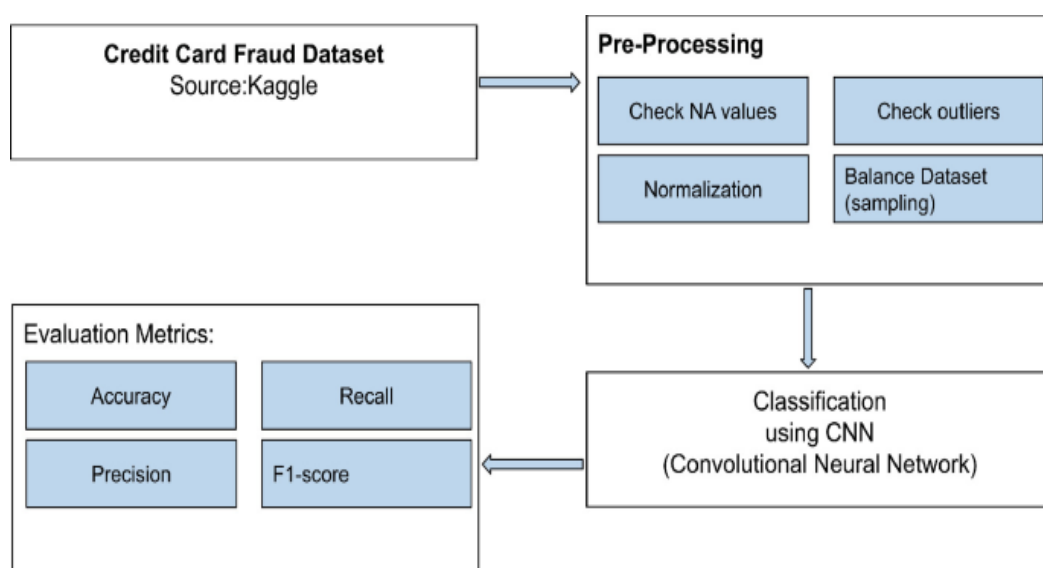 Credit Card Fraud Dataset
Source:Kaggle
Pre-Processing
Check NA values
Check outliers
Normalization
Balance Dataset
(sampling)
Classification
using CNN
(Convolutional Neural Network)
Evaluation Metrics:
Accuracy
Recall
Precision
F1-score